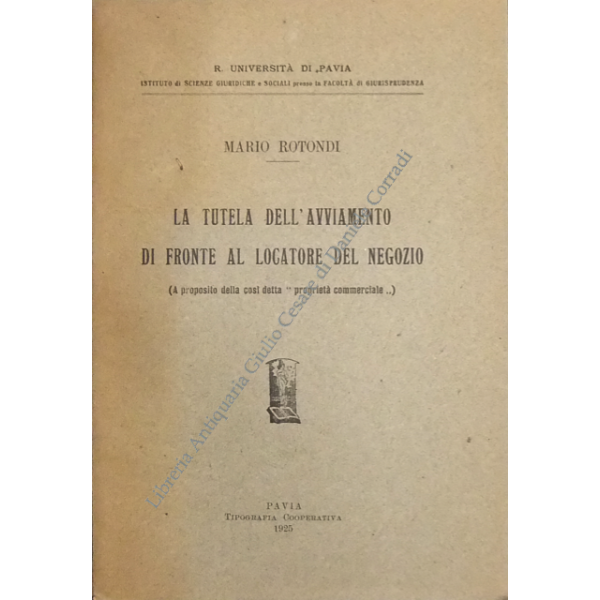 R. UNIVERSITÀ DI PAVIA
ISTITUTO di SCIENZE GIURIDICHE e SOCIALI presso la FACOLTÀ di GIURISPRUDENZA
MARIO ROTONDI
LA TUTELA DELL'AVVIAMENTO
DI FRONTE AL LOCATORE DEL NEGOZIO
(A proposito della così detta " proprietà commerciale „)
PAVIA
TIPOGRAFIA COOPERATIVA
1925
Libreria Antiquaria Giulio Cesare di Daniele Corradi